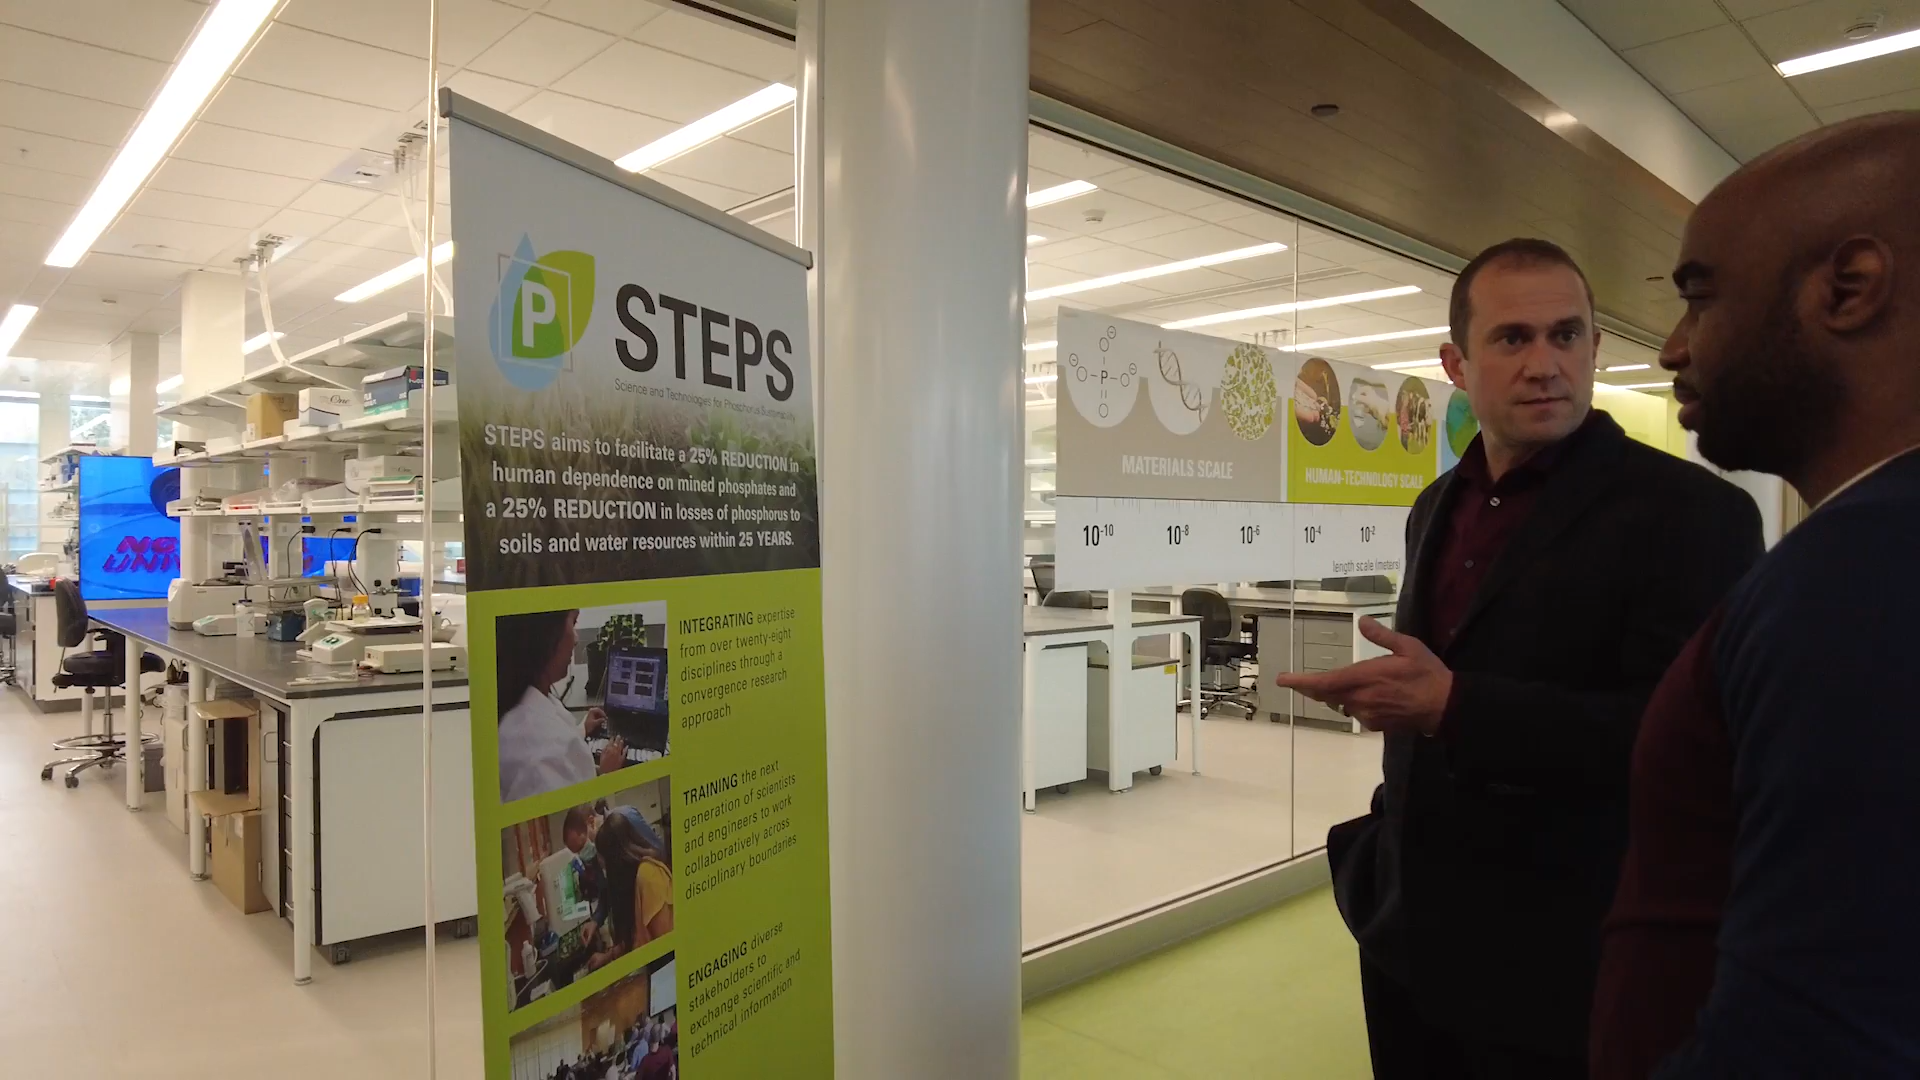 P
STEPS
Science and Technologies for Phosphorus Sustainability
STEPS aims to facilitate a 25% REDUCTION in
human dependence on mined phosphates and
a 25% REDUCTION in losses of phosphorus to
soils and water resources within 25 YEARS.
INTEGRATING expertise
from over twenty-eight
disciplines through a
convergence research
approach
TRAINING the next
generation of scientists
and engineers to work
collaboratively across
disciplinary boundaries
ENGAGING diverse
stakeholders to
exchange scientific and
technical information
P
MATERIALS SCALE
HUMAN-TECHNOLOGY SCALE
10⁻¹⁰ 10⁻⁸ 10⁻⁶ 10⁻⁴ 10⁻²
length scale (meters)